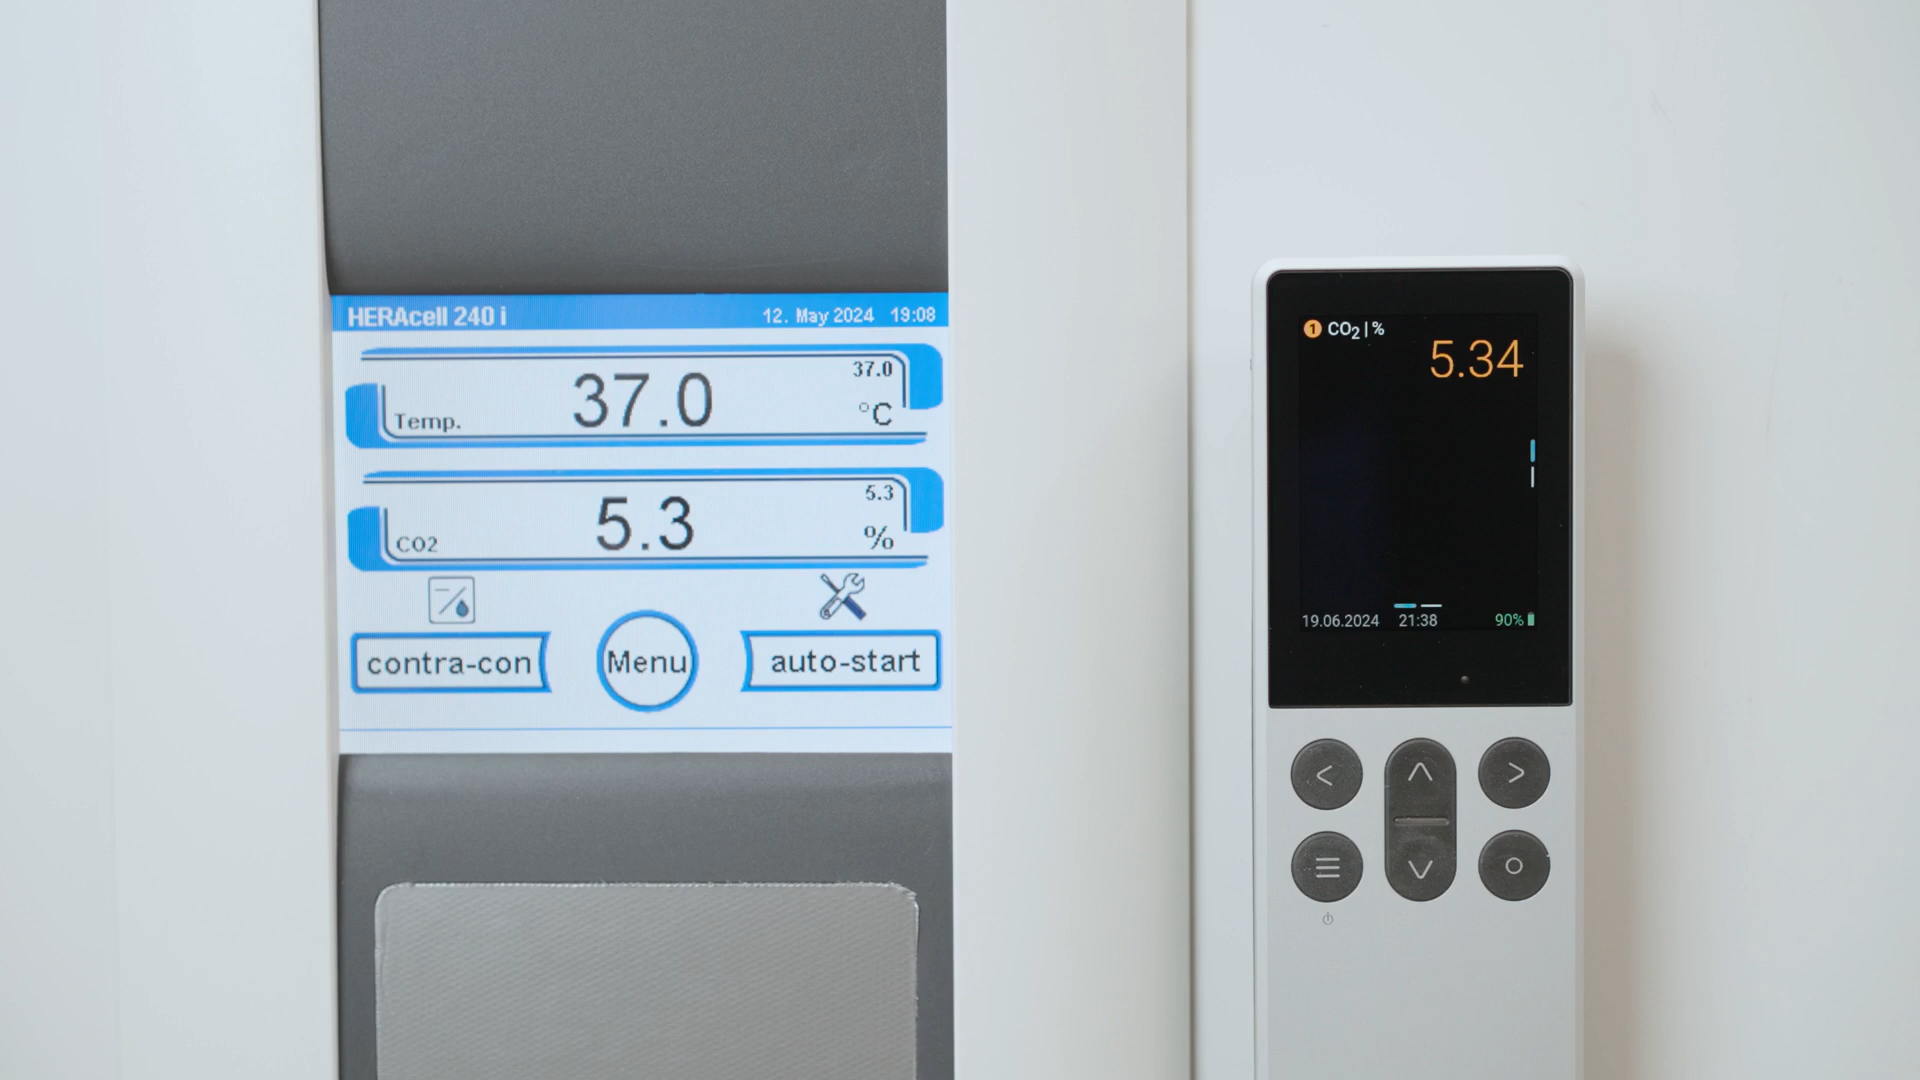 HERAcell 240 i 12. May 2024 19:08
37.0
Temp. 37.0 °C
5.3
CO2 5.3 %
contra-con Menu auto-start
1 CO₂ | %
5.34
19.06.2024 21:38 90%